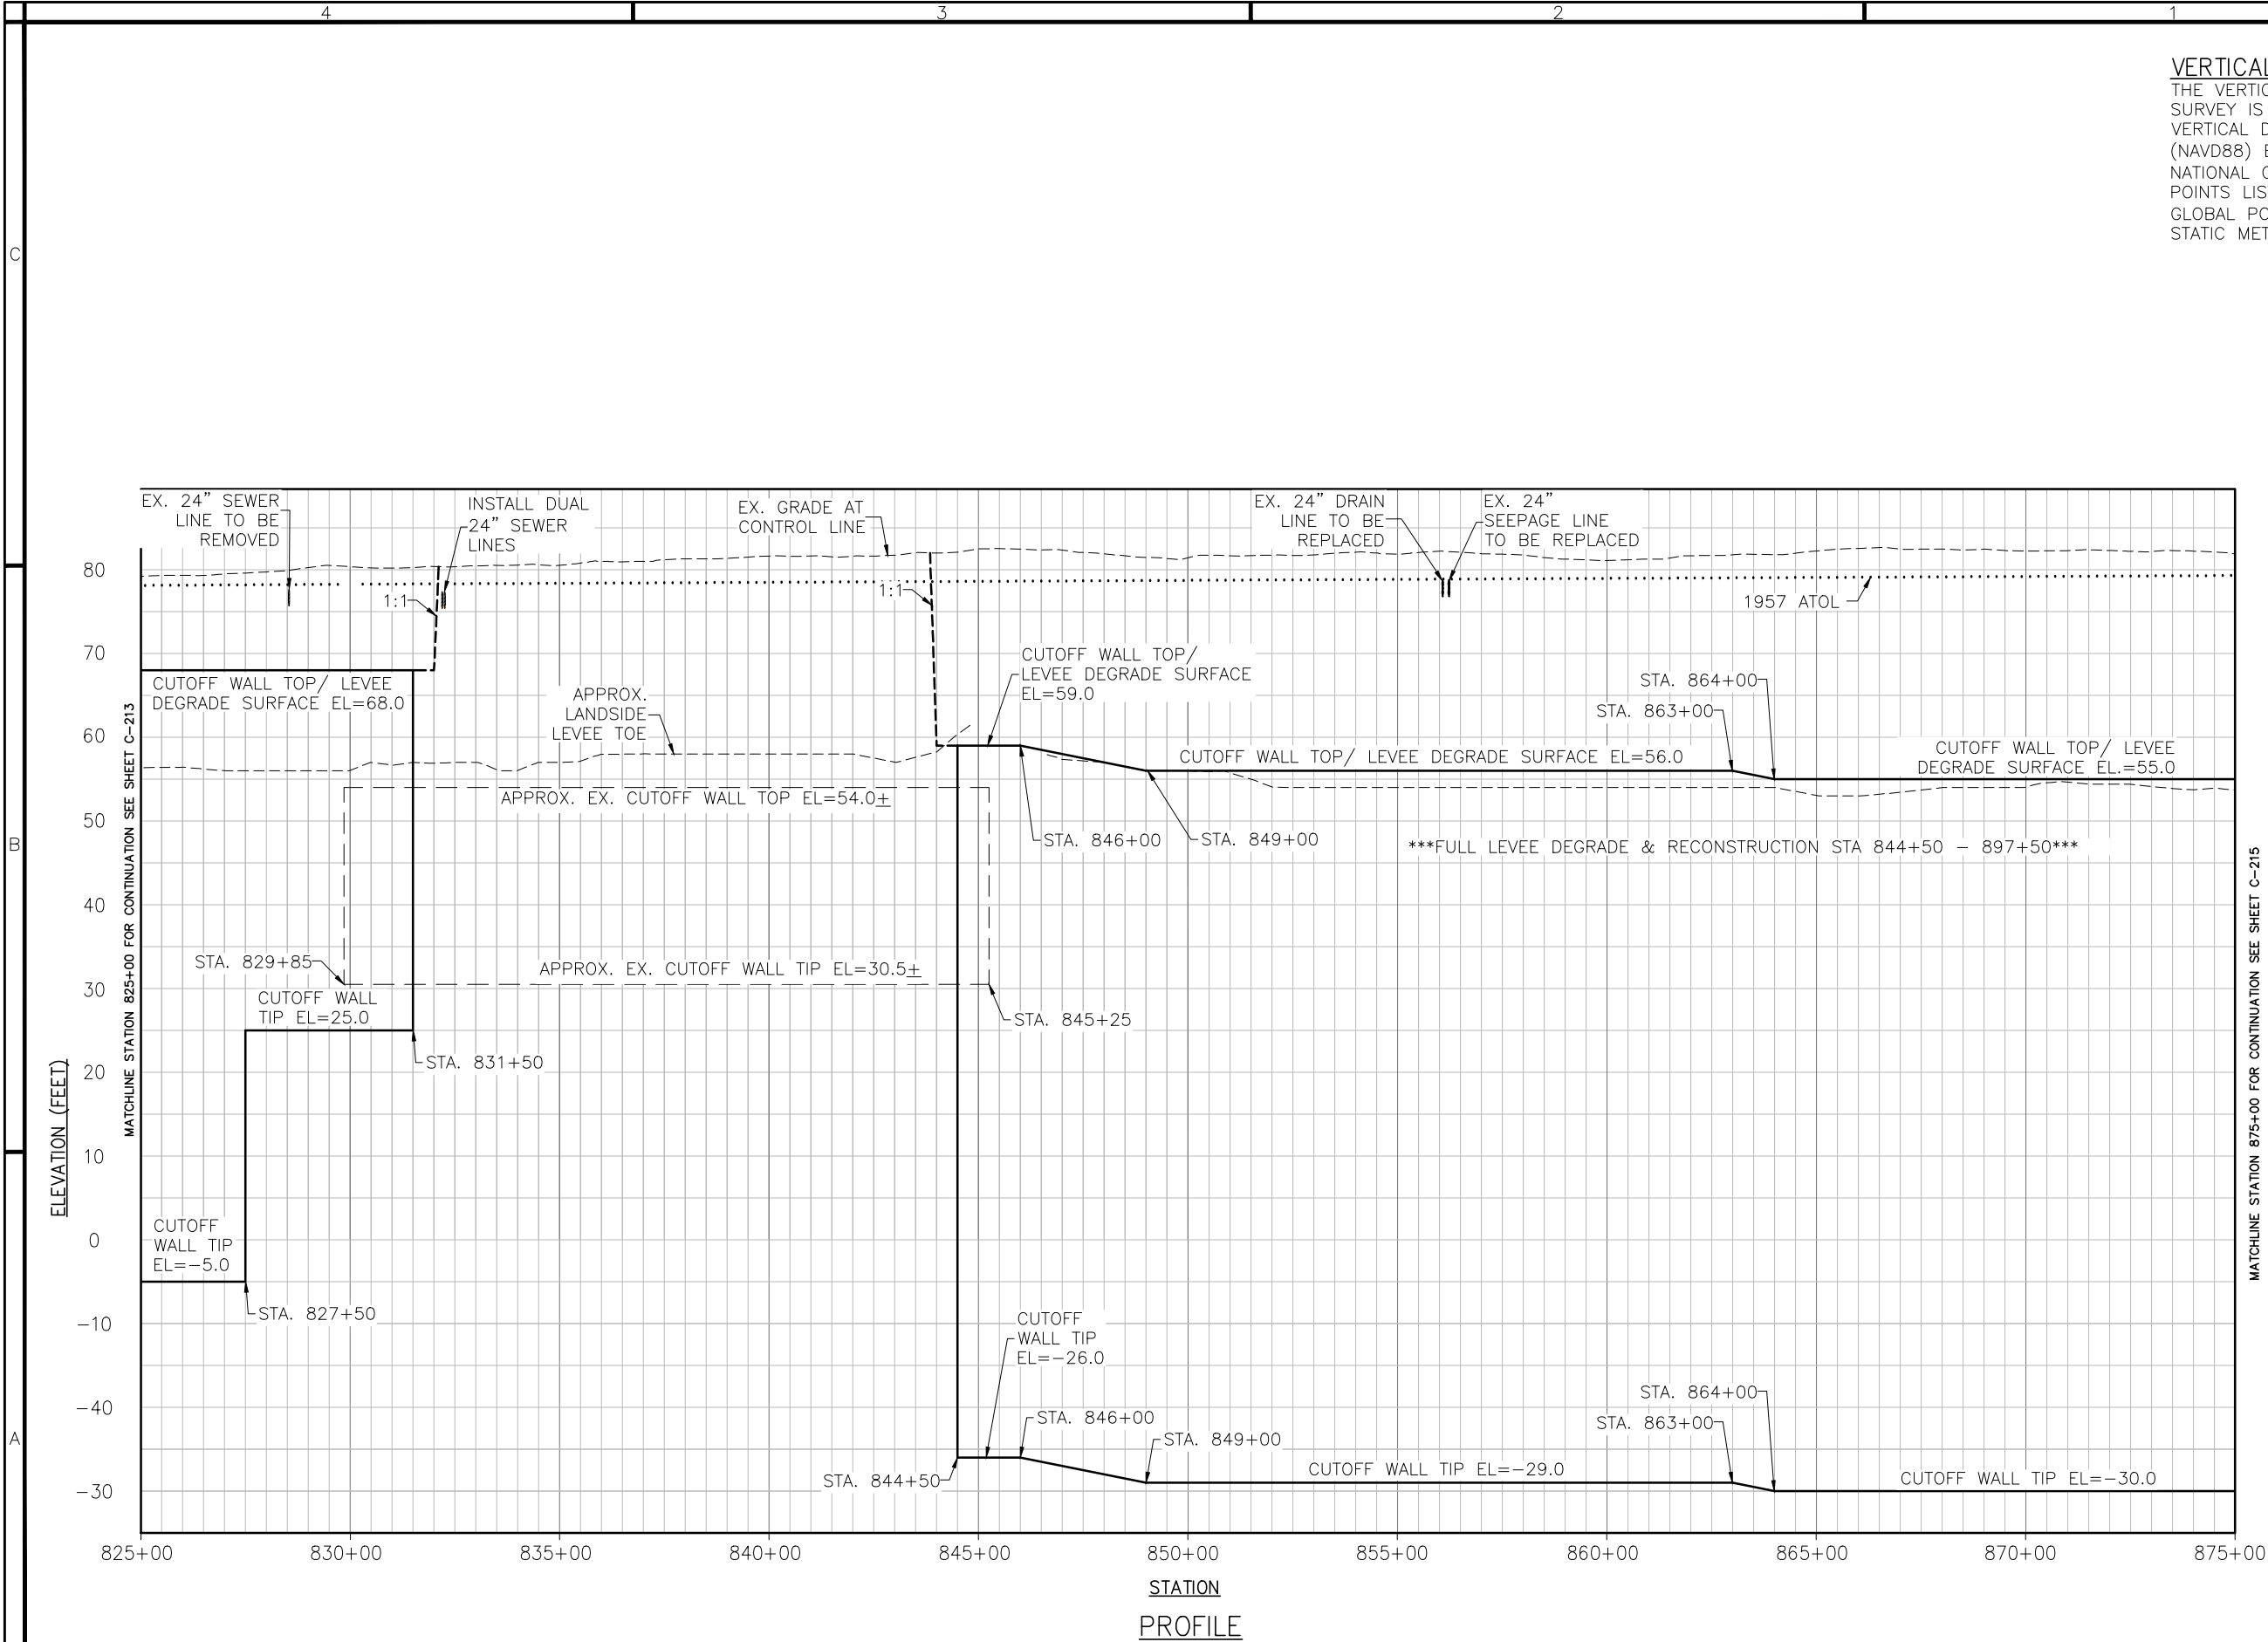 4
3
2
1
C
B
A
VERTICAL
THE VERTIC
SURVEY IS
VERTICAL D
(NAVD88)
NATIONAL
POINTS LIS
GLOBAL PO
STATIC MET
EX. 24" SEWER
LINE TO BE
REMOVED
INSTALL DUAL
24" SEWER
LINES
EX. GRADE AT
CONTROL LINE
EX. 24" DRAIN
LINE TO BE
REPLACED
EX. 24"
SEEPAGE LINE
TO BE REPLACED
1:1
1:1
1957 ATOL
CUTOFF WALL TOP/ LEVEE
DEGRADE SURFACE EL=68.0
APPROX.
LANDSIDE
LEVEE TOE
CUTOFF WALL TOP/
LEVEE DEGRADE SURFACE
EL=59.0
STA. 864+00
STA. 863+00
CUTOFF WALL TOP/ LEVEE DEGRADE SURFACE EL=56.0
CUTOFF WALL TOP/ LEVEE
DEGRADE SURFACE EL.=55.0
APPROX. EX. CUTOFF WALL TOP EL=54.0±
STA. 846+00
STA. 849+00
***FULL LEVEE DEGRADE & RECONSTRUCTION STA 844+50 – 897+50***
STA. 829+85
APPROX. EX. CUTOFF WALL TIP EL=30.5±
CUTOFF WALL
TIP EL=25.0
STA. 845+25
STA. 831+50
CUTOFF
WALL TIP
EL=−5.0
STA. 827+50
CUTOFF
WALL TIP
EL=−26.0
STA. 846+00
STA. 849+00
STA. 844+50
STA. 864+00
STA. 863+00
CUTOFF WALL TIP EL=−29.0
CUTOFF WALL TIP EL=−30.0
MATCHLINE STATION 825+00 FOR CONTINUATION SEE SHEET C−213
MATCHLINE STATION 875+00 FOR CONTINUATION SEE SHEET C−215
ELEVATION (FEET)
80
70
60
50
40
30
20
10
0
−10
−40
−30
825+00
830+00
835+00
840+00
845+00
850+00
855+00
860+00
865+00
870+00
875+00
STATION
PROFILE